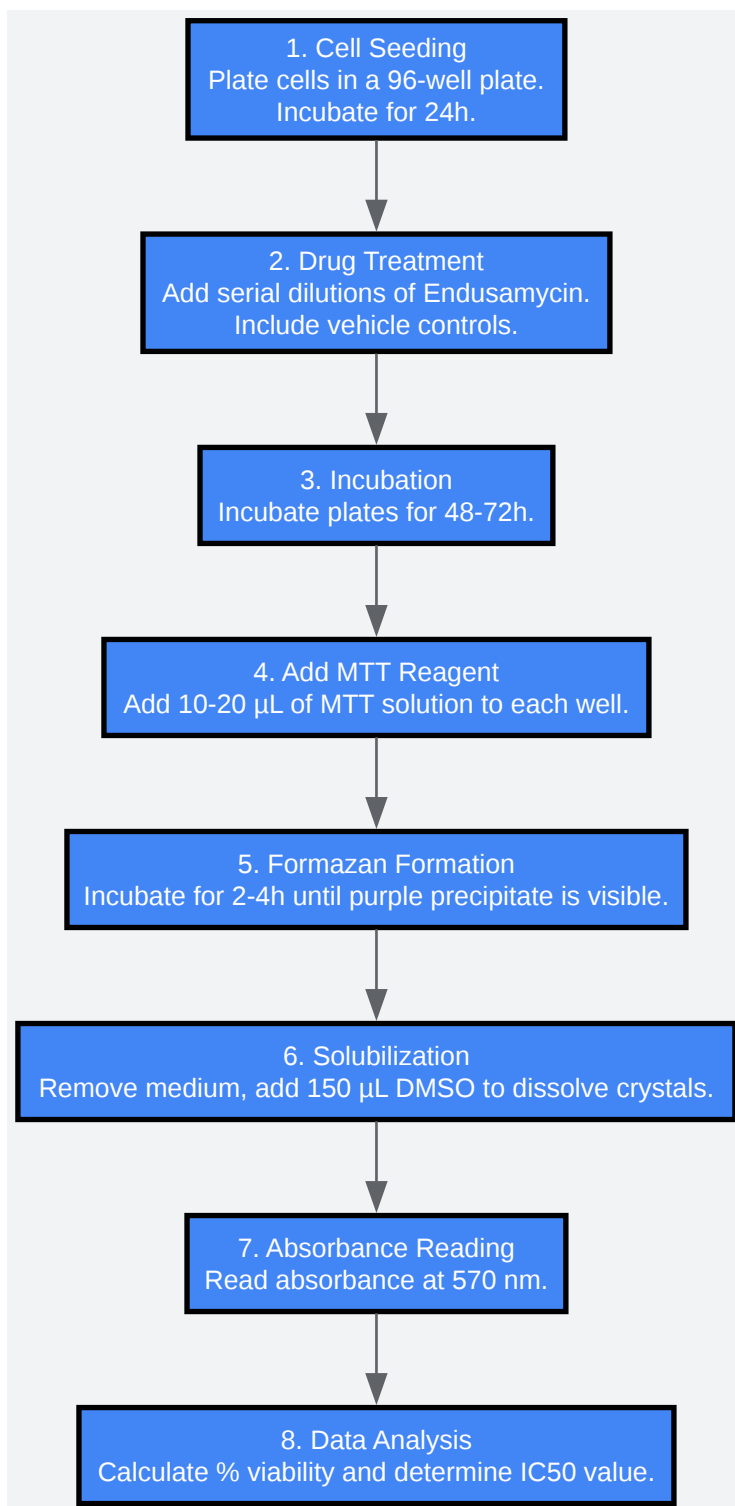 1. Cell Seeding
Plate cells in a 96-well plate.
Incubate for 24h.
2. Drug Treatment
Add serial dilutions of Endusamycin.
Include vehicle controls.
3. Incubation
Incubate plates for 48-72h.
4. Add MTT Reagent
Add 10-20 µL of MTT solution to each well.
5. Formazan Formation
Incubate for 2-4h until purple precipitate is visible.
6. Solubilization
Remove medium, add 150 µL DMSO to dissolve crystals.
7. Absorbance Reading
Read absorbance at 570 nm.
8. Data Analysis
Calculate % viability and determine IC50 value.